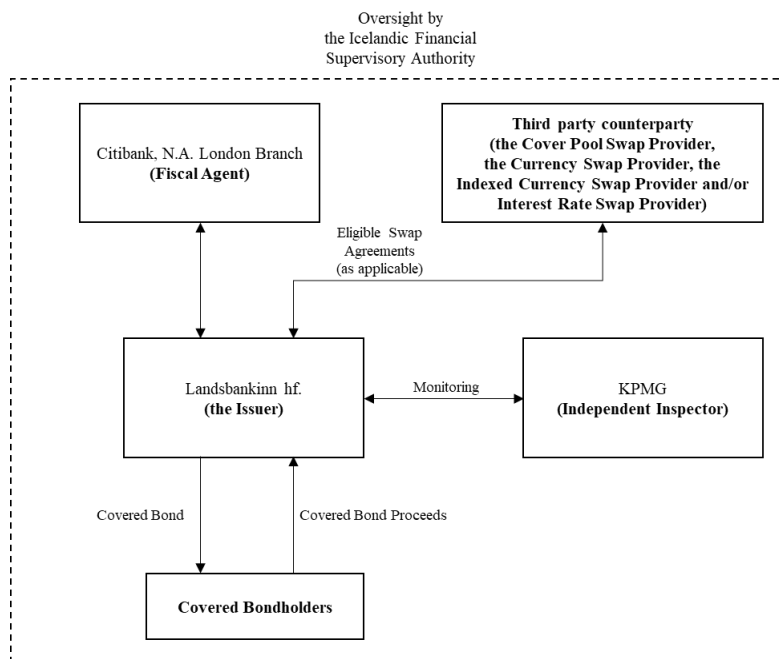 Oversight by
the Icelandic Financial
Supervisory Authority
Citibank, N.A. London Branch
(Fiscal Agent)
Third party counterparty
(the Cover Pool Swap Provider,
the Currency Swap Provider, the
Indexed Currency Swap Provider and/or
Interest Rate Swap Provider)
Eligible Swap
Agreements
(as applicable)
Landsbankinn hf.
(the Issuer)
Monitoring
KPMG
(Independent Inspector)
Covered Bond
Covered Bond Proceeds
Covered Bondholders